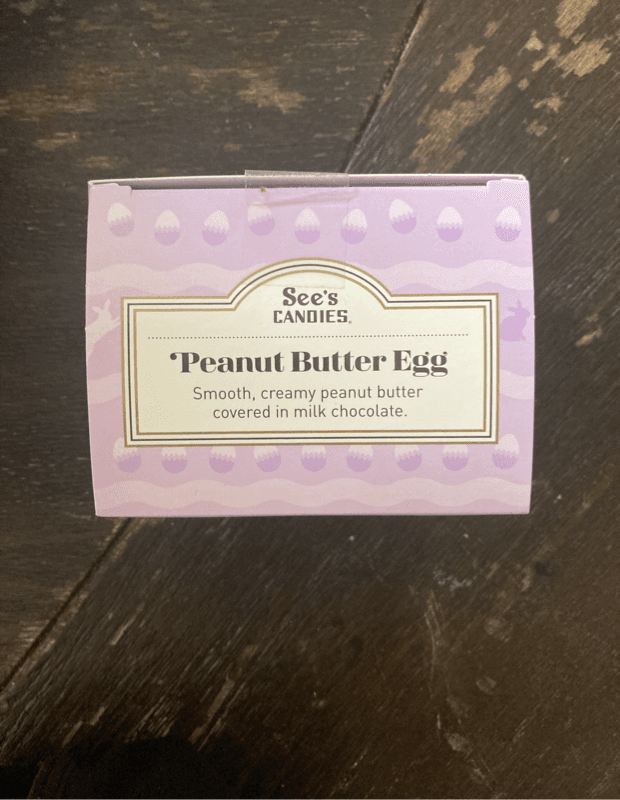 See's
CANDIES®
Peanut Butter Egg
Smooth, creamy peanut butter
covered in milk chocolate.